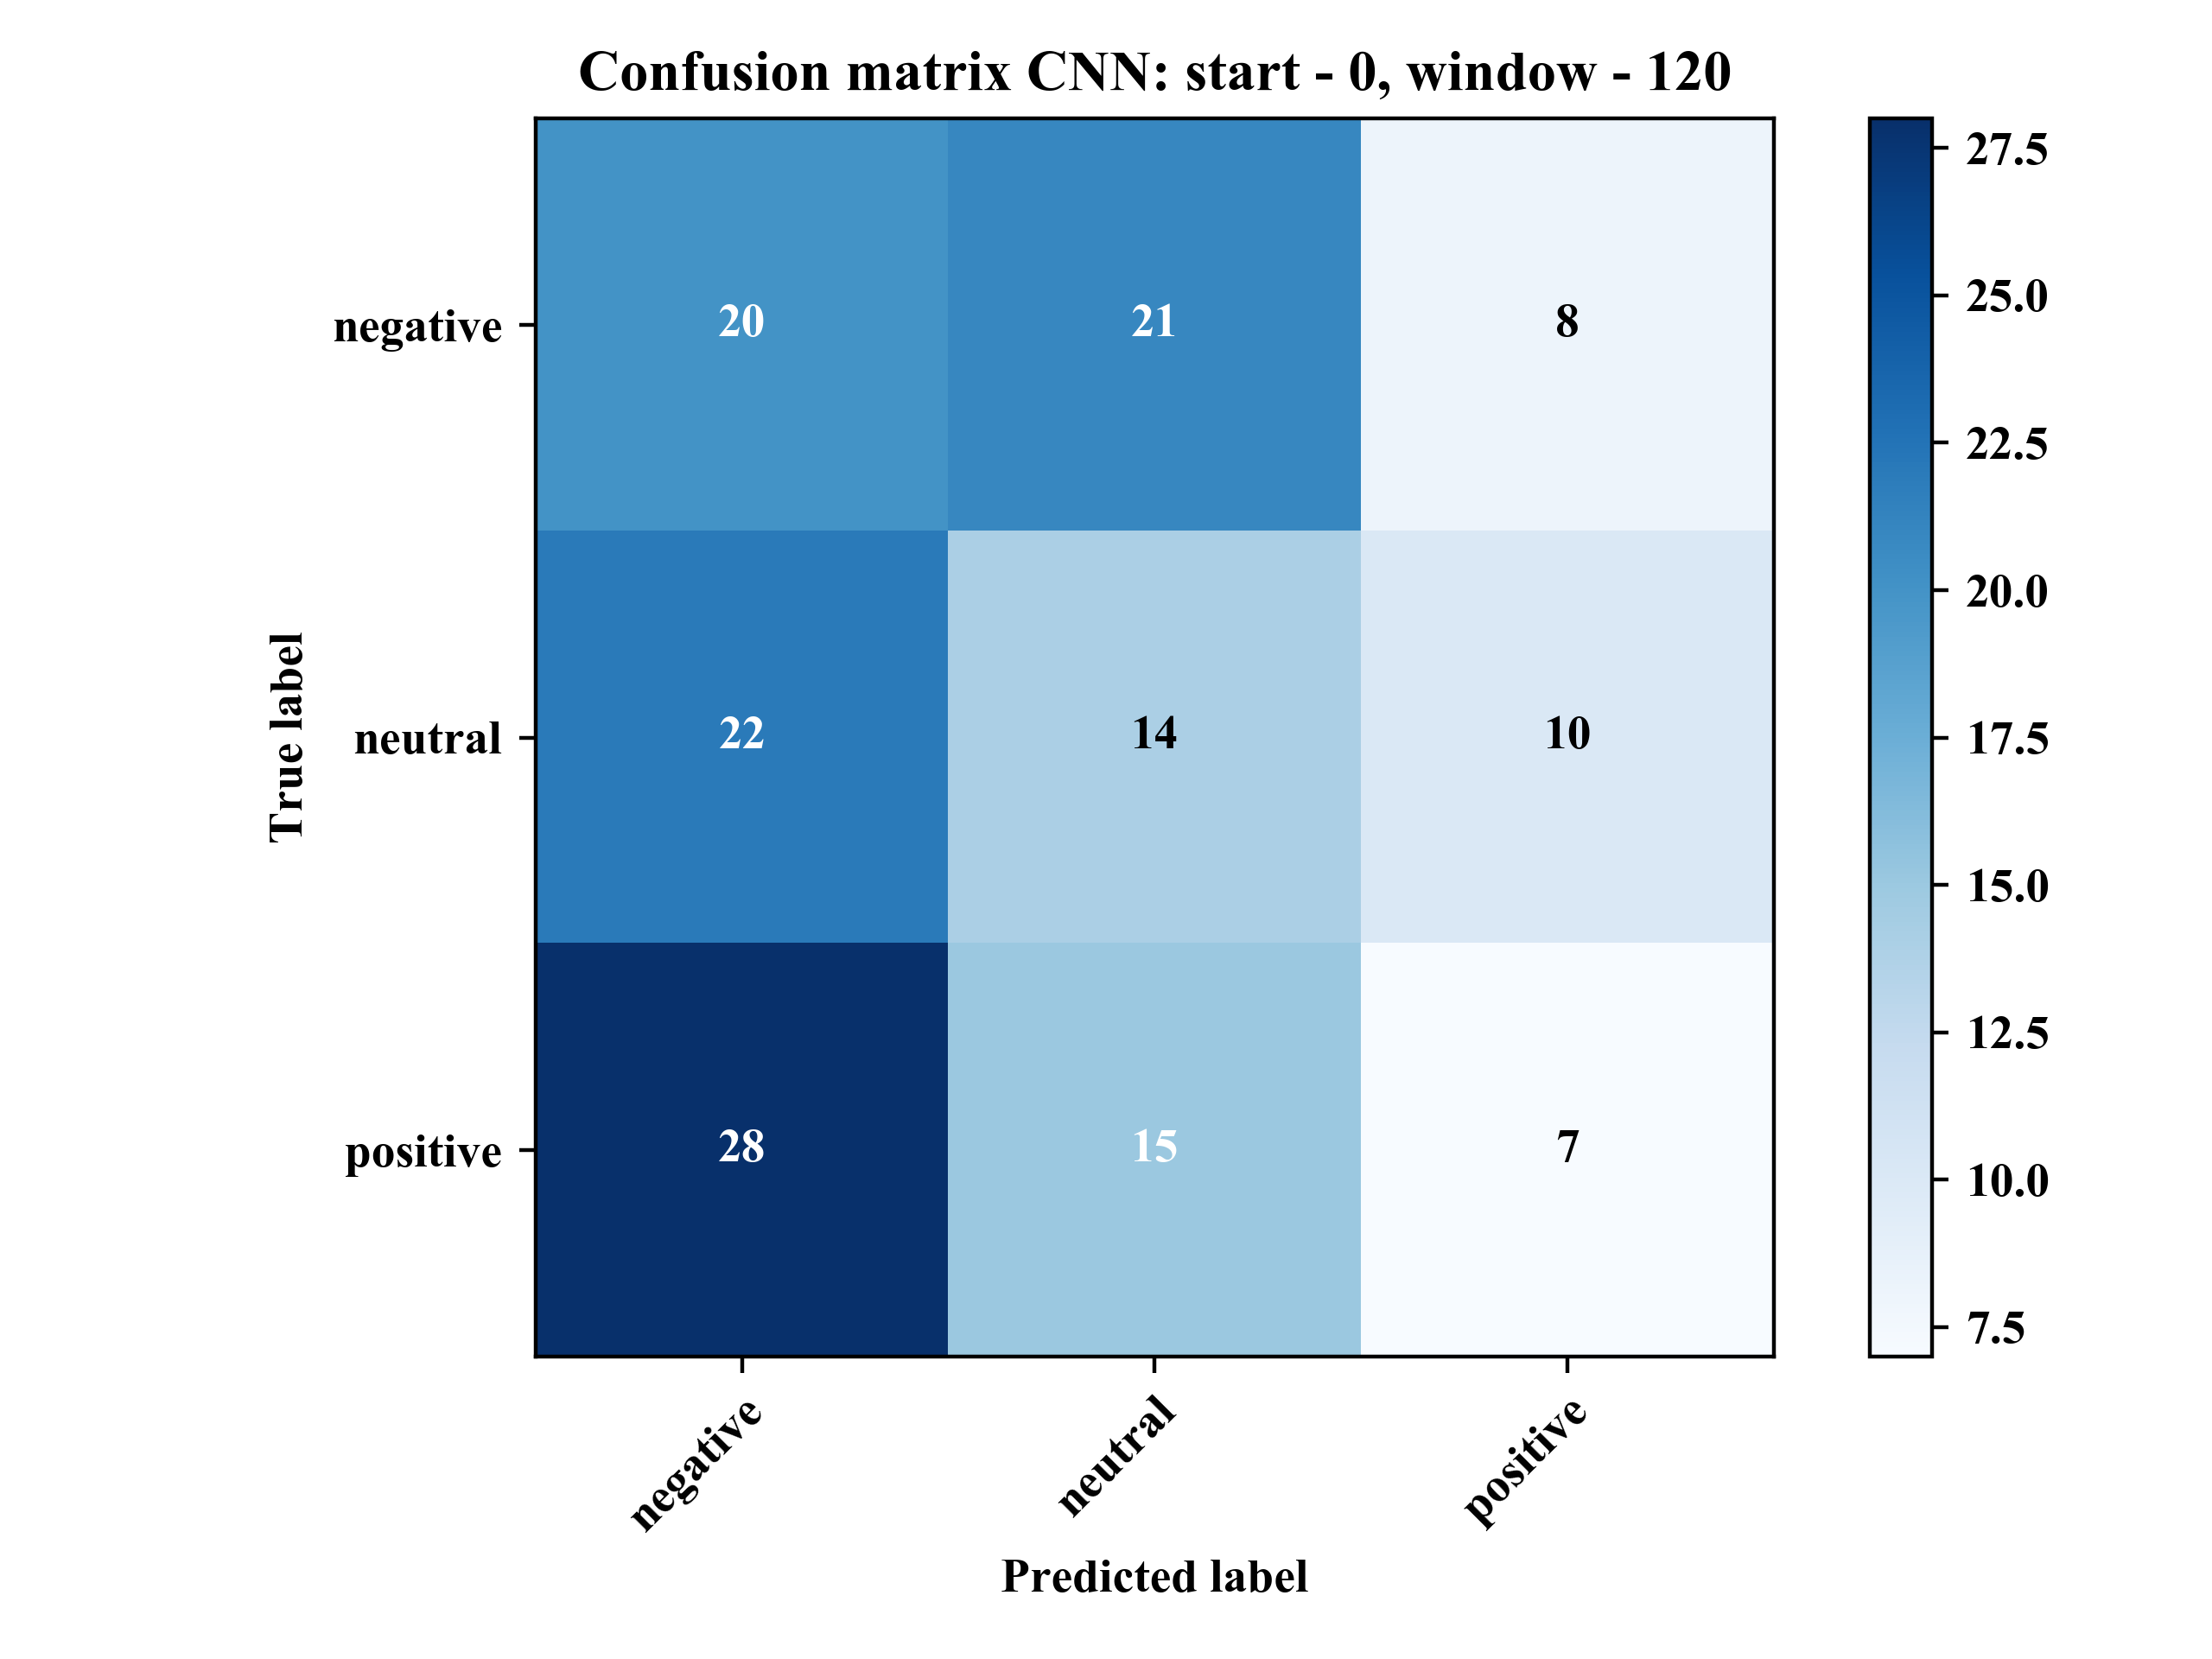 Confusion matrix CNN: start - 0, window - 120
True label
negative
20 21 8
neutral
22 14 10
positive
28 15 7
negative neutral positive
Predicted label
27.5
25.0
22.5
20.0
17.5
15.0
12.5
10.0
7.5